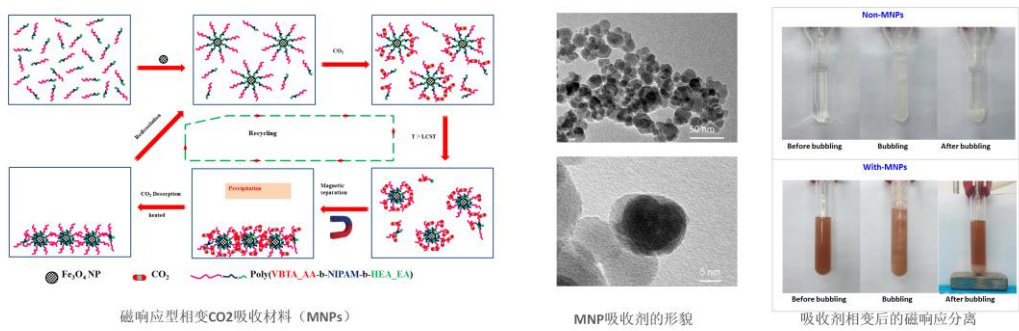 CO₂
Redissolution
Recycling
T > LCST
CO₂ Desorption
heated
Precipitation
Magnetic
separation
Fe₃O₄ NP
CO₂
Poly(VBTA_AA-b-NIPAM-b-HEA_EA)
磁响应型相变CO2吸收材料（MNPs）
50 nm
5 nm
MNP吸收剂的形貌
Non-MNPs
Before bubbling
Bubbling
After bubbling
With-MNPs
Before bubbling
Bubbling
After bubbling
吸收剂相变后的磁响应分离